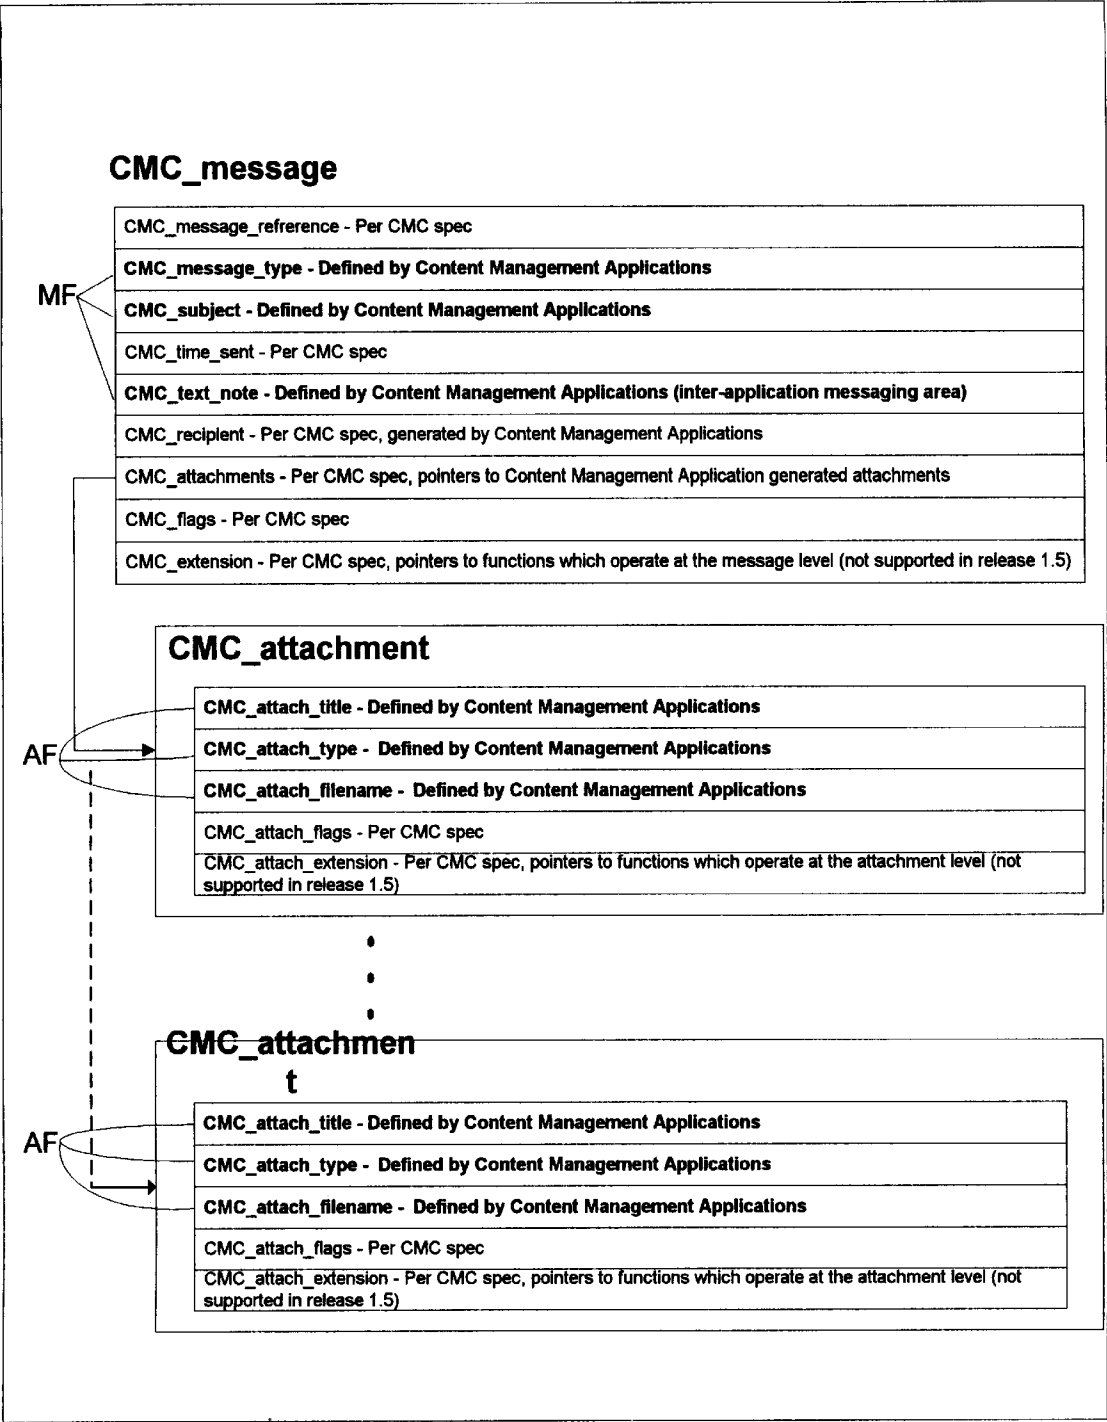 CMC_message
CMC_message_refrerence - Per CMC spec
CMC_message_type - Defined by Content Management Applications
MF
CMC_subject - Defined by Content Management Applications
CMC_time_sent - Per CMC spec
CMC_text_note - Defined by Content Management Applications (inter-application messaging area)
CMC_recipient - Per CMC spec, generated by Content Management Applications
CMC_attachments - Per CMC spec, pointers to Content Management Application generated attachments
CMC_flags - Per CMC spec
CMC_extension - Per CMC spec, pointers to functions which operate at the message level (not supported in release 1.5)
CMC_attachment
CMC_attach_title - Defined by Content Management Applications
AF
CMC_attach_type - Defined by Content Management Applications
CMC_attach_filename - Defined by Content Management Applications
CMC_attach_flags - Per CMC spec
CMC_attach_extension - Per CMC spec, pointers to functions which operate at the attachment level (not
supported in release 1.5)
CMC_attachmen
t
CMC_attach_title - Defined by Content Management Applications
AF
CMC_attach_type - Defined by Content Management Applications
CMC_attach_filename - Defined by Content Management Applications
CMC_attach_flags - Per CMC spec
CMC_attach_extension - Per CMC spec, pointers to functions which operate at the attachment level (not
supported in release 1.5)